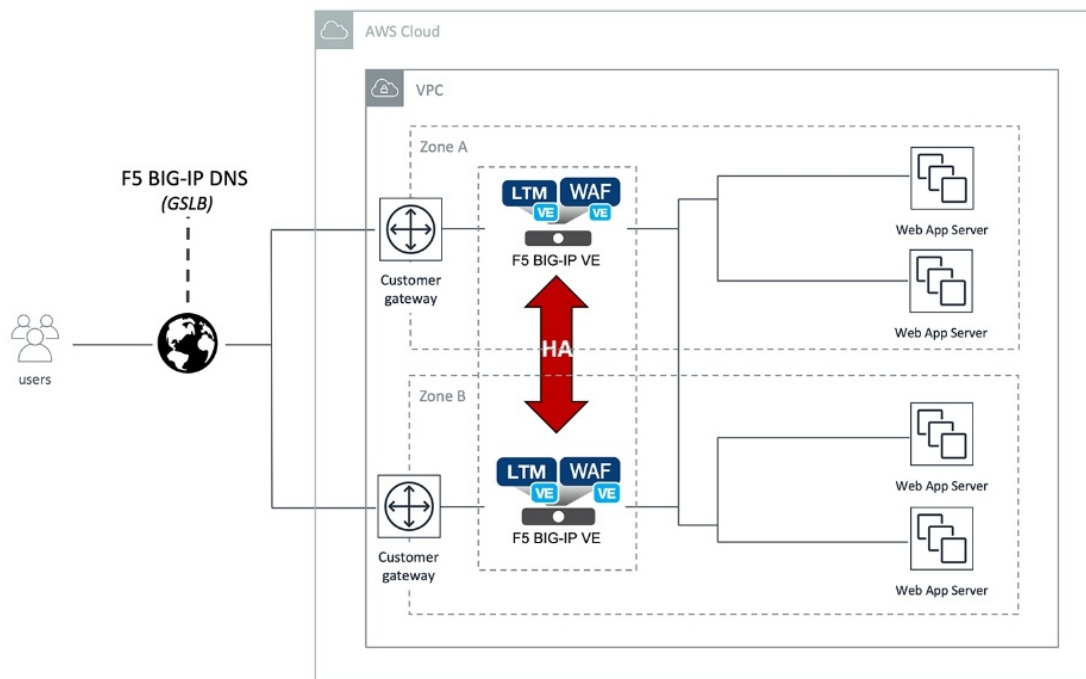 AWS Cloud
VPC
Zone A
F5 BIG-IP DNS
(GSLB)
LTM
WAF
VE
VE
F5 BIG-IP VE
Customer
gateway
Web App Server
Web App Server
HA
users
Zone B
LTM
WAF
VE
VE
F5 BIG-IP VE
Customer
gateway
Web App Server
Web App Server